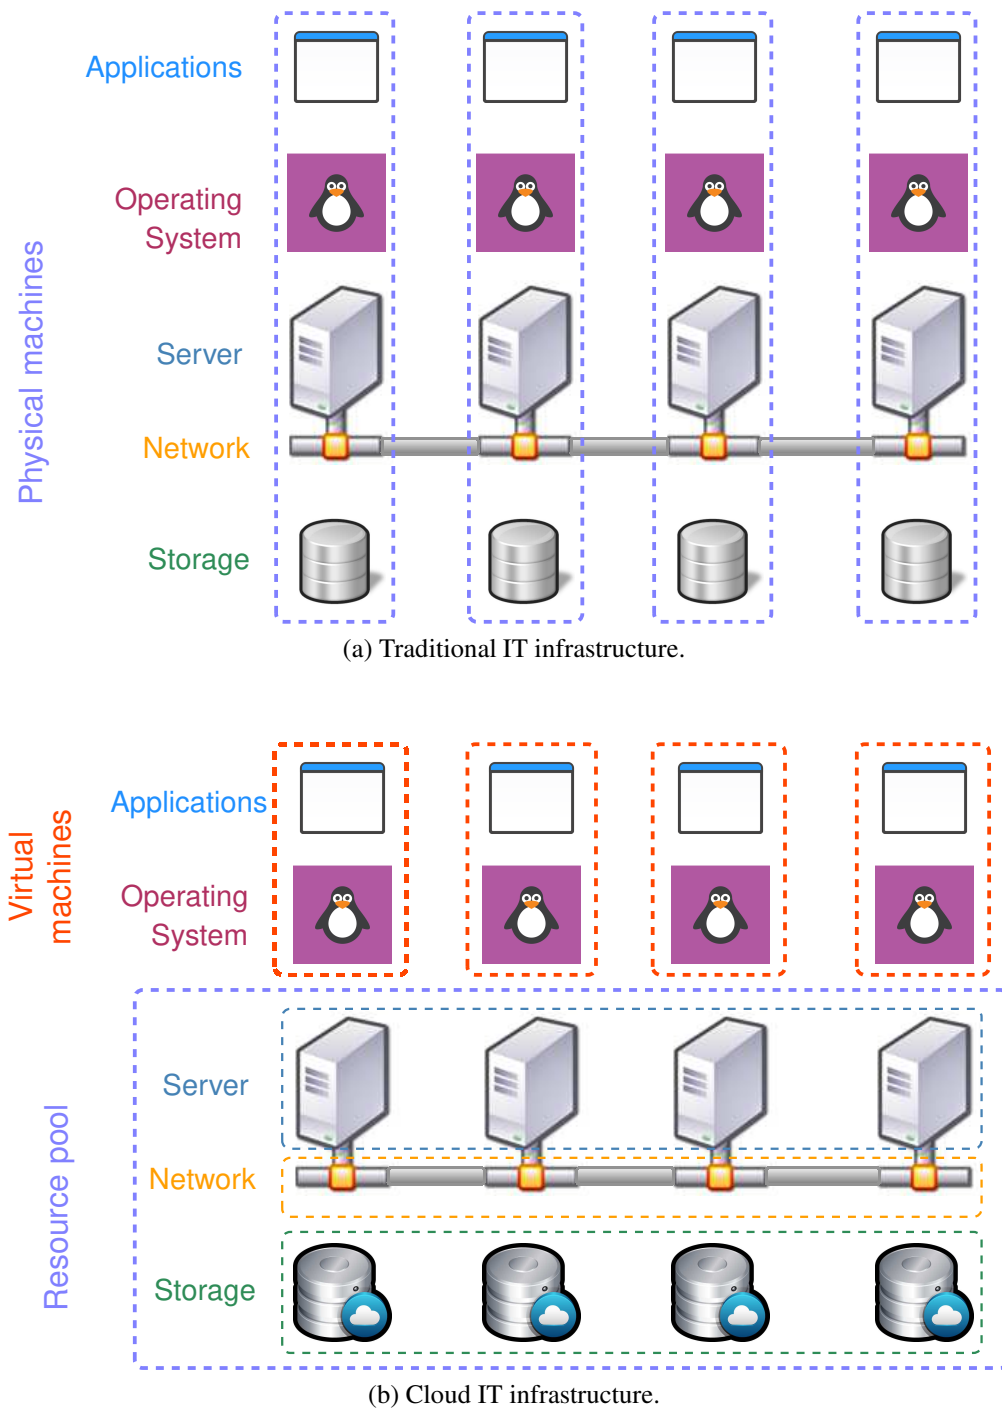 Applications
Operating
System
Server
Network
Storage
Physical machines
(a) Traditional IT infrastructure.
Virtual
machines
Applications
Operating
System
Resource pool
Server
Network
Storage
(b) Cloud IT infrastructure.